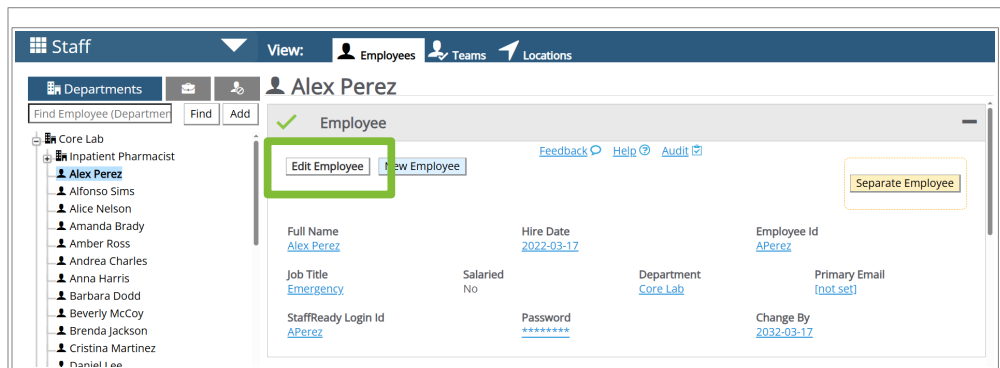 Staff
View: Employees Teams Locations
Departments
Alex Perez
Find Add
Employee
Core Lab
Inpatient Pharmacist
Alex Perez
Alfonso Sims
Alice Nelson
Amanda Brady
Amber Ross
Andrea Charles
Anna Harris
Barbara Dodd
Beverly McCoy
Brenda Jackson
Cristina Martinez
Daniel Lee
Find Employee (Departmen
Feedback Help Audit
Edit Employee New Employee
Separate Employee
Full Name Hire Date Employee Id
Alex Perez 2022-03-17 APerez
Job Title Salaried Department Primary Email
Emergency No Core Lab [not set]
StaffReady Login Id Password Change By
APerez ******** 2032-03-17